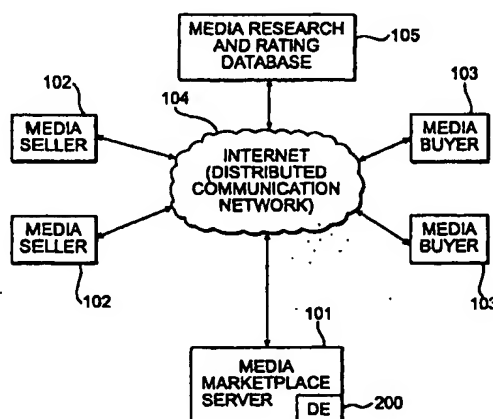 MEDIA RESEARCH
AND RATING
DATABASE
105
102
104
103
MEDIA
SELLER
INTERNET
(DISTRIBUTED
COMMUNICATION
NETWORK)
MEDIA
BUYER
MEDIA
SELLER
MEDIA
BUYER
102
103
101
MEDIA
MARKETPLACE
SERVER
DE
200